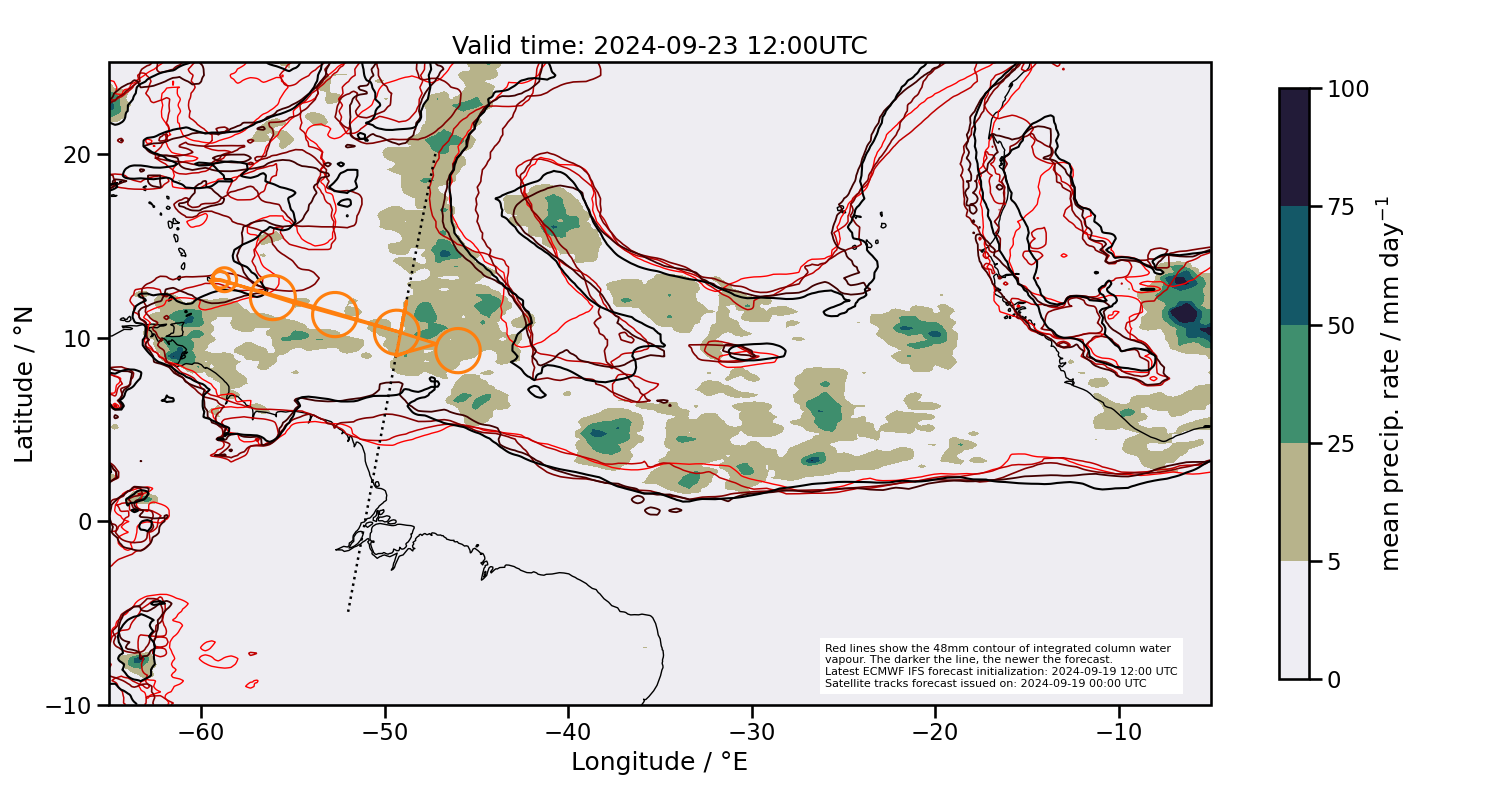 Valid time: 2024-09-23 12:00UTC
20
10
0
−10
Latitude / °N
−60
−50
−40
−30
−20
−10
Longitude / °E
Red lines show the 48mm contour of integrated column water
vapour. The darker the line, the newer the forecast.
Latest ECMWF IFS forecast initialization: 2024-09-19 12:00 UTC
Satellite tracks forecast issued on: 2024-09-19 00:00 UTC
100
75
50
25
5
0
mean precip. rate / mm day⁻¹